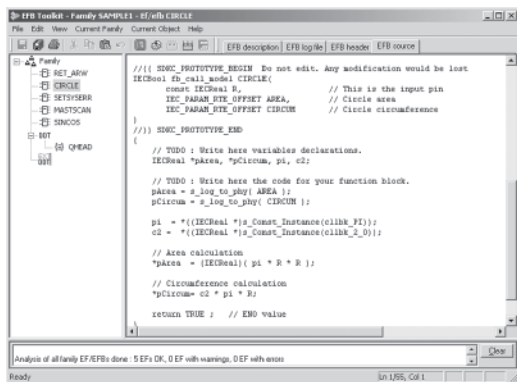 EFB Toolkit - Family SAMPLE1 - Ef/efb CIRCLE
File Edit View Current Family Current Object Help
EFB description EFB log file EFB header EFB source
Family
RET_ARW
CIRCLE
SETSYSERR
MASTSCAN
SINCOS
DDT
{s} QHEAD
DDT
//{{ SDKC_PROTOTYPE_BEGIN Do not edit. Any modification would be lost
IECBool fb_call_model CIRCLE(
const IECReal R, // This is the input pin
IEC_PARAM_RTE_OFFSET AREA, // Circle area
IEC_PARAM_RTE_OFFSET CIRCUM // Circle circumference
)
//}} SDKC_PROTOTYPE_END
{
// TODO : Write here variables declarations.
IECReal *pArea, *pCircum, pi, c2;
// TODO : Write here the code for your function block.
pArea = s_log_to_phy( AREA );
pCircum = s_log_to_phy( CIRCUM );
pi = *((IECReal *)s_Const_Instance(clibk_PI));
c2 = *((IECReal *)s_Const_Instance(clibk_2_0));
// Area calculation
*pArea = (IECReal)( pi * R * R );
// Circumference calculation
*pCircum= c2 * pi * R;
return TRUE ; // END value
}
Analysis of all family EF/EFBs done : 5 EFs OK, 0 EF with warnings, 0 EF with errors
Clear
Ready
Ln 1/55, Col 1